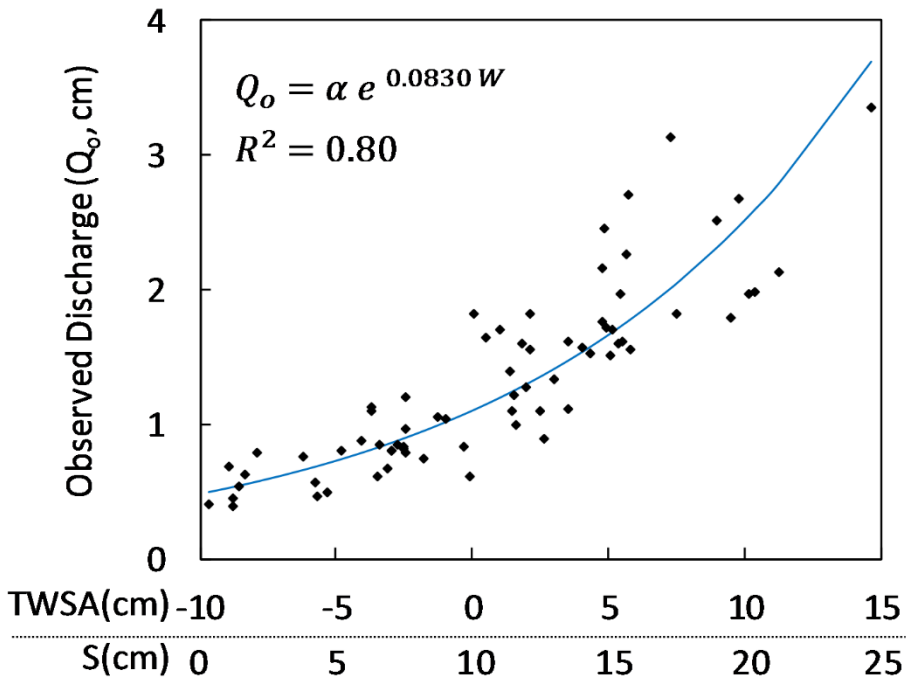 4
Q_o = α e^{0.0830 W}
R² = 0.80
3
2
1
0
Observed Discharge (Q_o, cm)
TWSA(cm) -10 -5 0 5 10 15
S(cm) 0 5 10 15 20 25